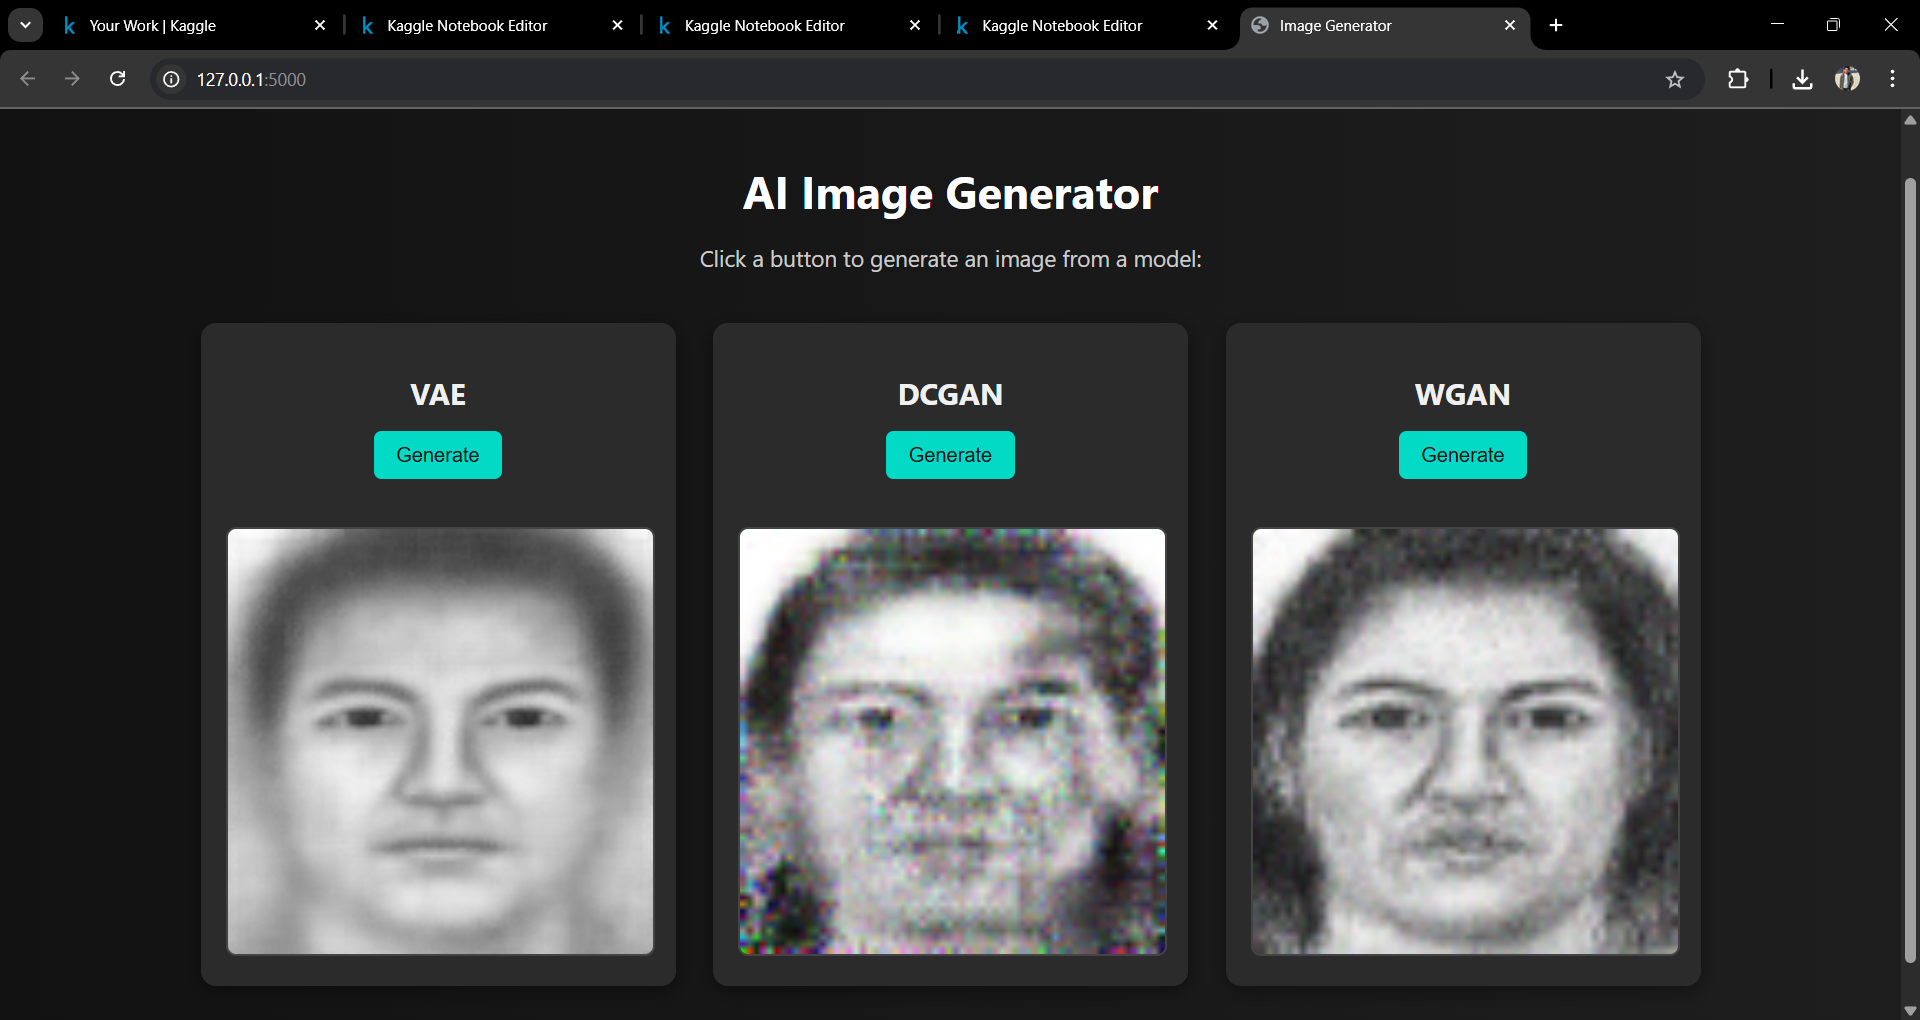 Your Work | Kaggle
Kaggle Notebook Editor
Kaggle Notebook Editor
Kaggle Notebook Editor
Image Generator
127.0.0.1:5000
AI Image Generator
Click a button to generate an image from a model:
VAE
DCGAN
WGAN
Generate
Generate
Generate